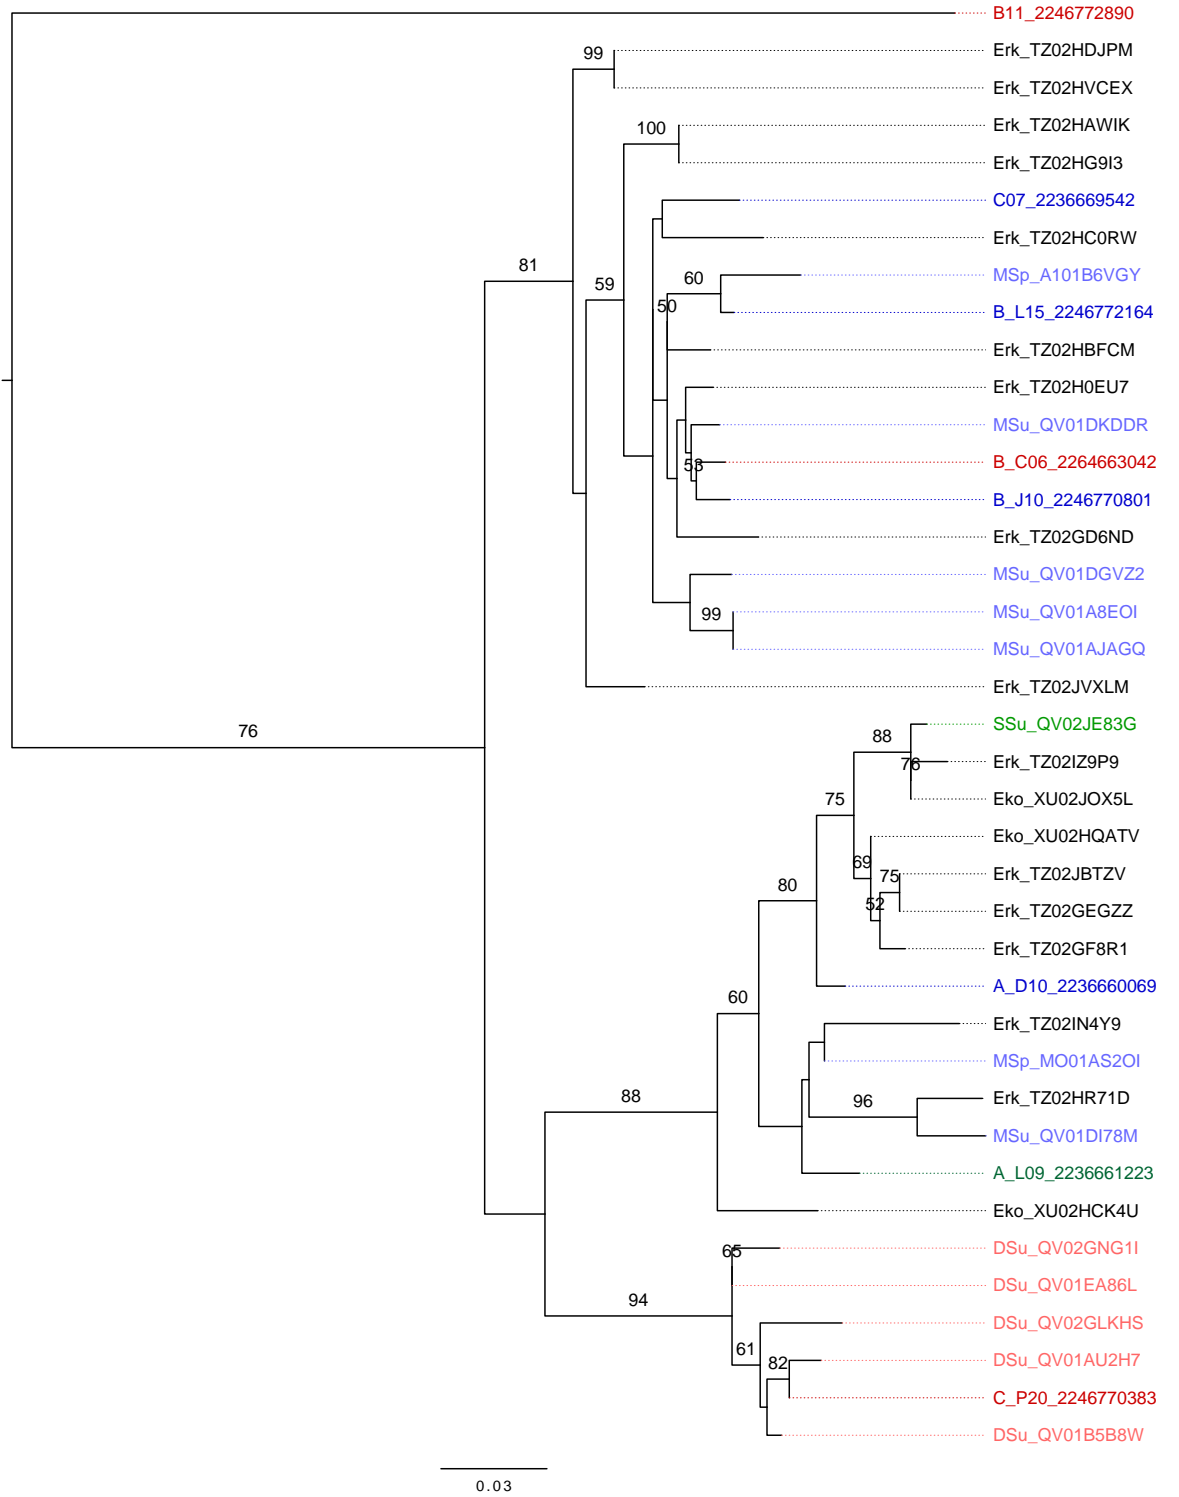 B11_2246772890
Erk_TZ02HDJPM
99
Erk_TZ02HVCEX
Erk_TZ02HAWIK
100
Erk_TZ02HG9I3
C07_2236669542
Erk_TZ02HC0RW
81
MSp_A101B6VGY
60
59
50
B_L15_2246772164
Erk_TZ02HBFCM
Erk_TZ02H0EU7
MSu_QV01DKDDR
B_C06_2264663042
53
B_J10_2246770801
Erk_TZ02GD6ND
MSu_QV01DGVZ2
MSu_QV01A8EOI
99
MSu_QV01AJAGQ
Erk_TZ02JVXLM
SSu_QV02JE83G
76
88
Erk_TZ02IZ9P9
76
Eko_XU02JOX5L
75
Eko_XU02HQATV
69
Erk_TZ02JBTZV
75
52
Erk_TZ02GEGZZ
80
Erk_TZ02GF8R1
A_D10_2236660069
60
Erk_TZ02IN4Y9
MSp_MO01AS2OI
88
Erk_TZ02HR71D
96
MSu_QV01DI78M
A_L09_2236661223
Eko_XU02HCK4U
DSu_QV02GNG1I
65
DSu_QV01EA86L
94
DSu_QV02GLKHS
61
DSu_QV01AU2H7
82
C_P20_2246770383
DSu_QV01B5B8W
0.03